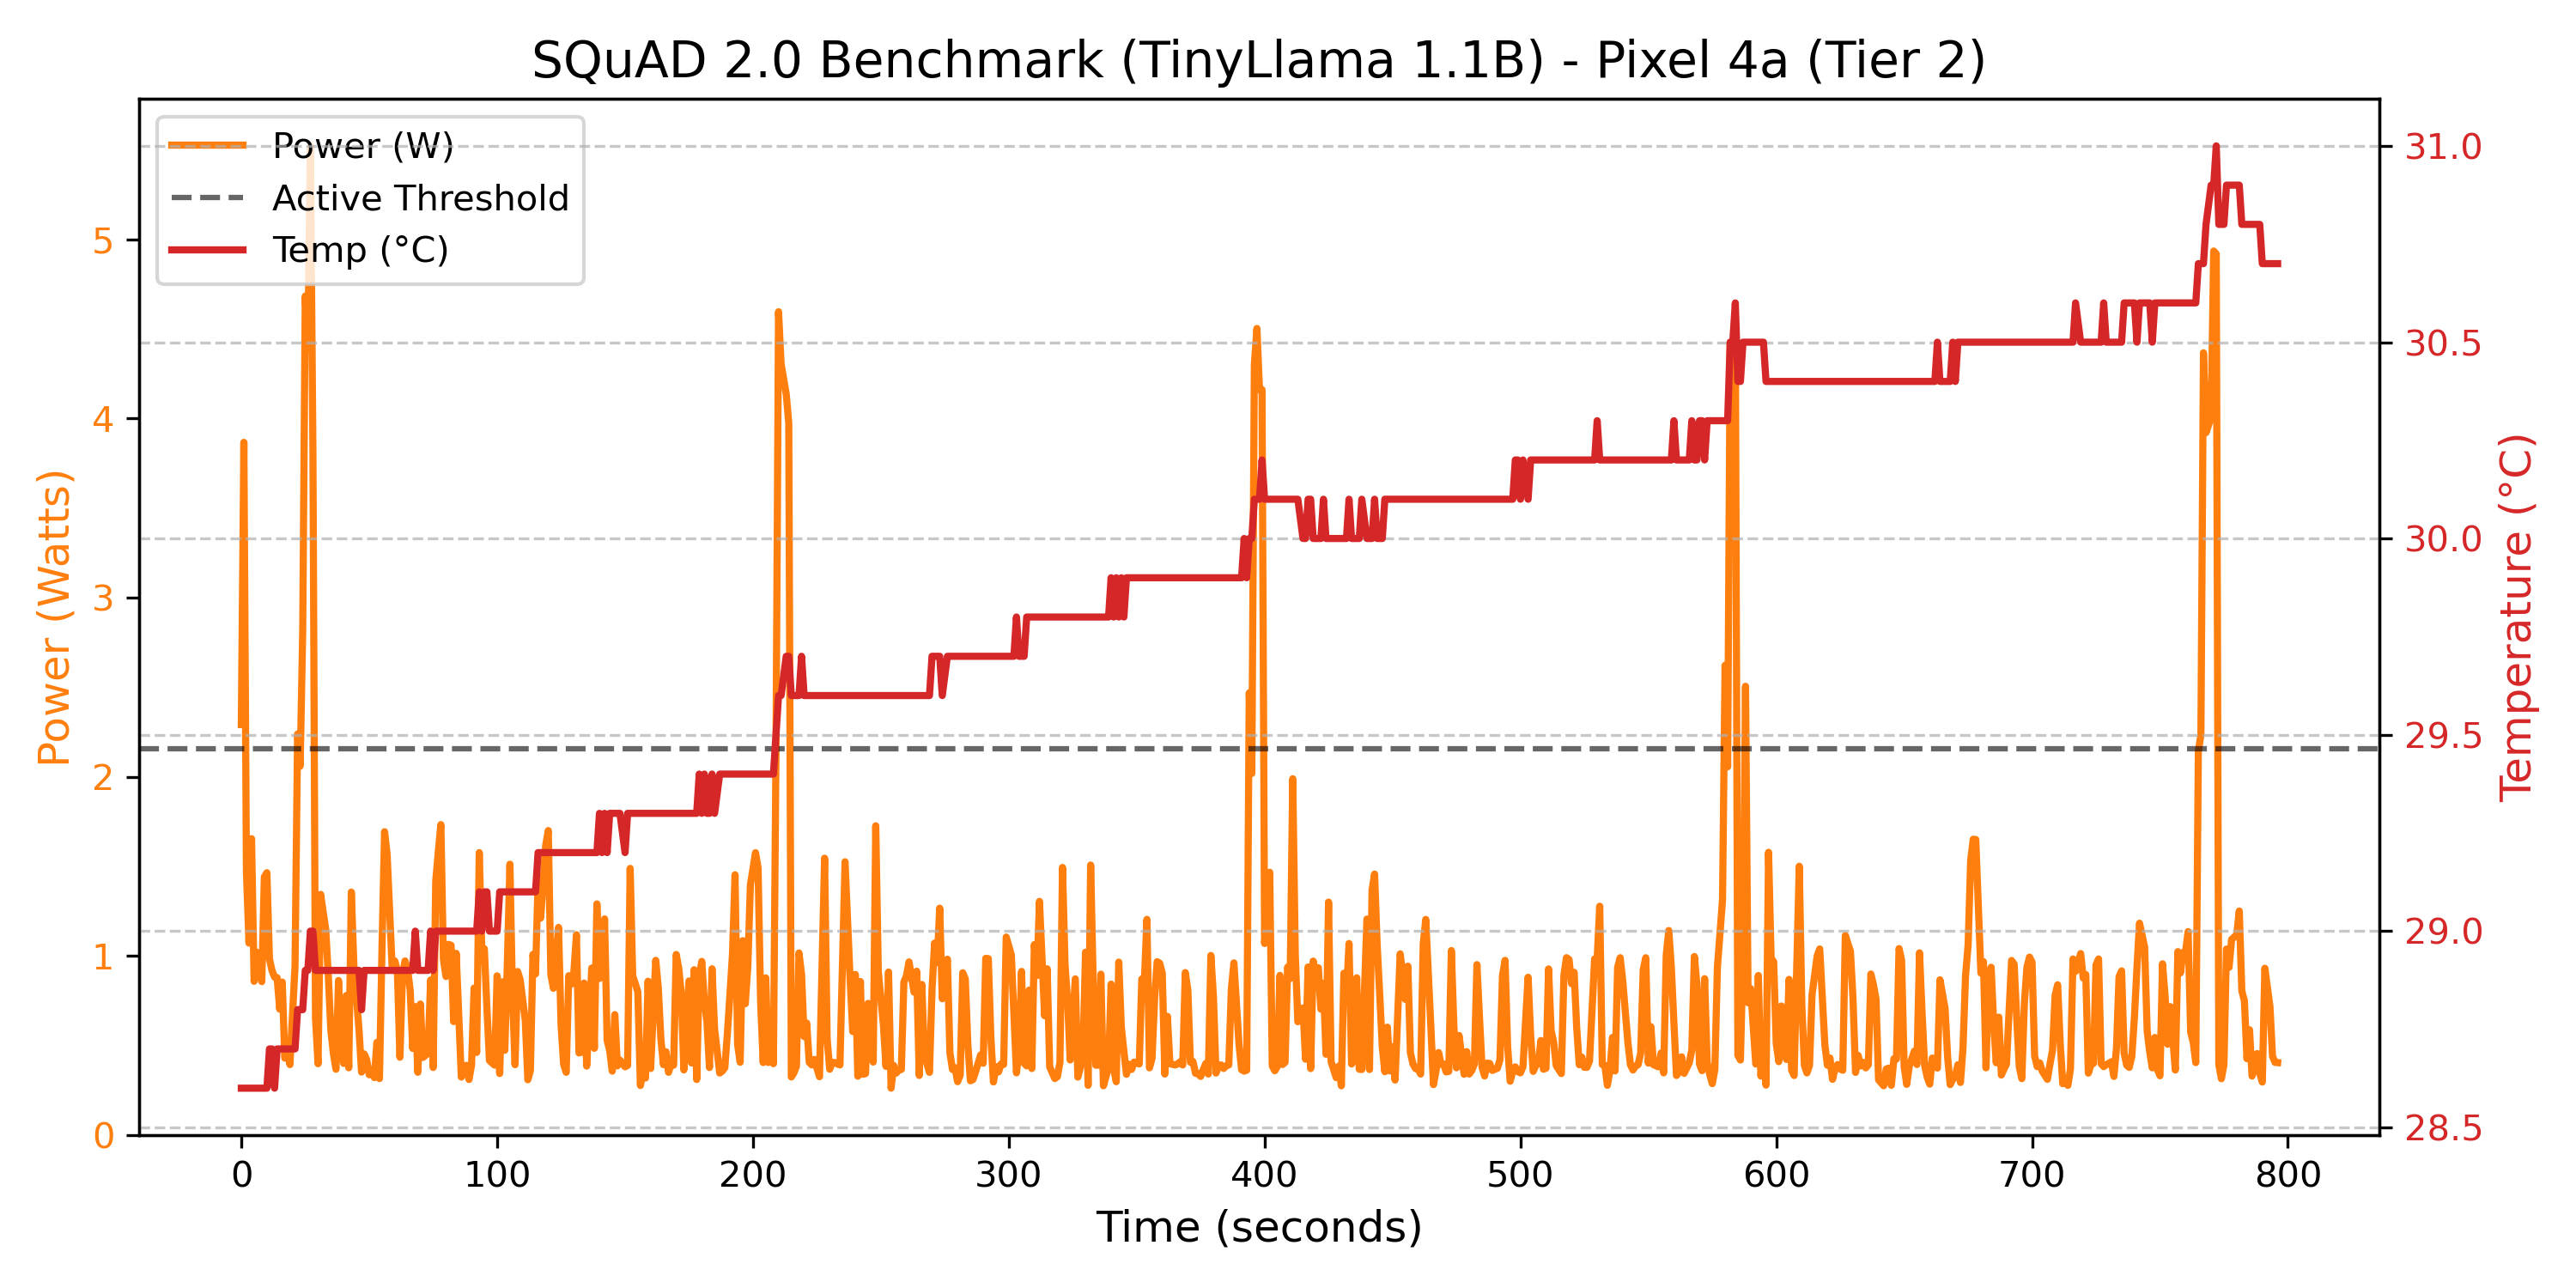 SQuAD 2.0 Benchmark (TinyLlama 1.1B) - Pixel 4a (Tier 2)
Power (W)
Active Threshold
Temp (°C)
Power (Watts)
5
4
3
2
1
0
31.0
30.5
30.0
29.5
29.0
28.5
Temperature (°C)
0 100 200 300 400 500 600 700 800
Time (seconds)